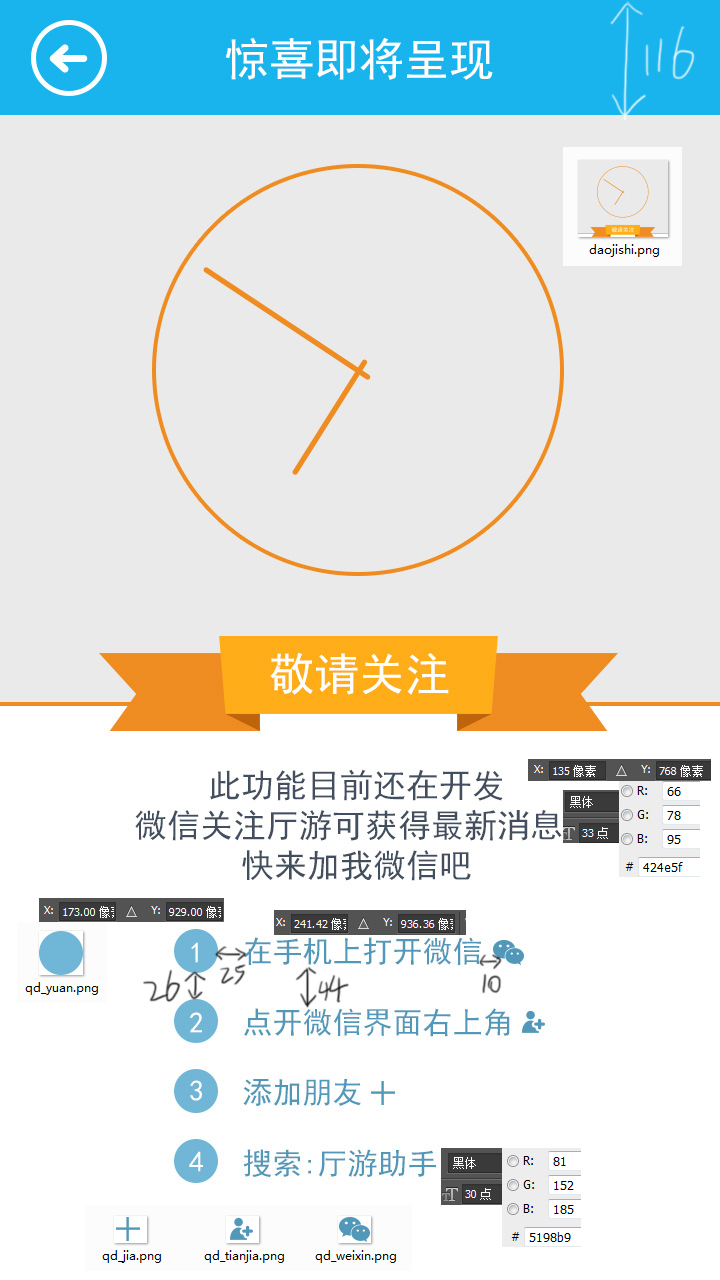 惊喜即将呈现
116
敬请关注
daojishi.png
敬请关注
此功能目前还在开发
微信关注厅游可获得最新消息
快来加我微信吧
X: 135 像素 △ Y: 768 像素
黑体
T 33 点
R: 66
G: 78
B: 95
# 424e5f
X: 173.00 像 △ Y: 929.00 像
X: 241.42 像 △ Y: 936.36 像
qd_yuan.png
1 在手机上打开微信
25
10
26
44
2 点开微信界面右上角
3 添加朋友
4 搜索:厅游助手
黑体
T 30 点
R: 81
G: 152
B: 185
# 5198b9
qd_jia.png
qd_tianjia.png
qd_weixin.png